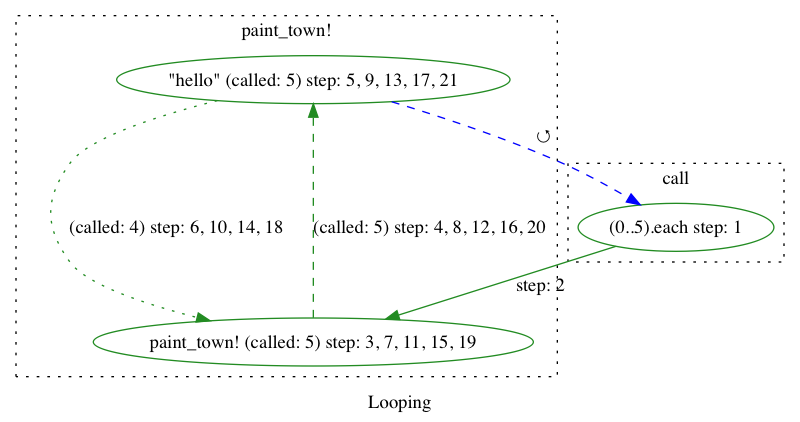 paint_town!
"hello" (called: 5) step: 5, 9, 13, 17, 21
↺
call
(called: 4) step: 6, 10, 14, 18
(called: 5) step: 4, 8, 12, 16, 20
(0..5).each step: 1
step: 2
paint_town! (called: 5) step: 3, 7, 11, 15, 19
Looping